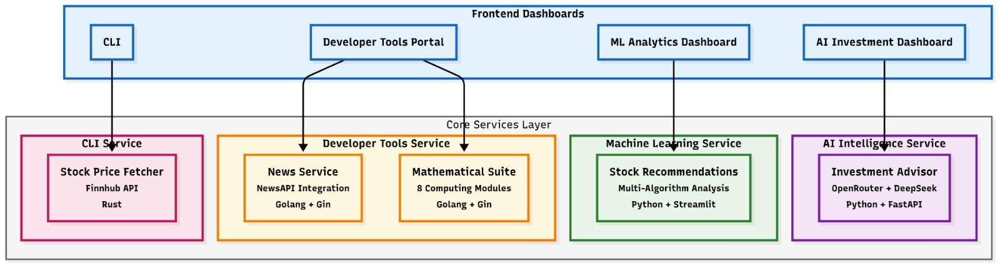 Frontend Dashboards
CLI
Developer Tools Portal
ML Analytics Dashboard
AI Investment Dashboard
Core Services Layer
CLI Service
Stock Price Fetcher
Finnhub API
Rust
Developer Tools Service
News Service
NewsAPI Integration
Golang + Gin
Mathematical Suite
8 Computing Modules
Golang + Gin
Machine Learning Service
Stock Recommendations
Multi-Algorithm Analysis
Python + Streamlit
AI Intelligence Service
Investment Advisor
OpenRouter + DeepSeek
Python + FastAPI